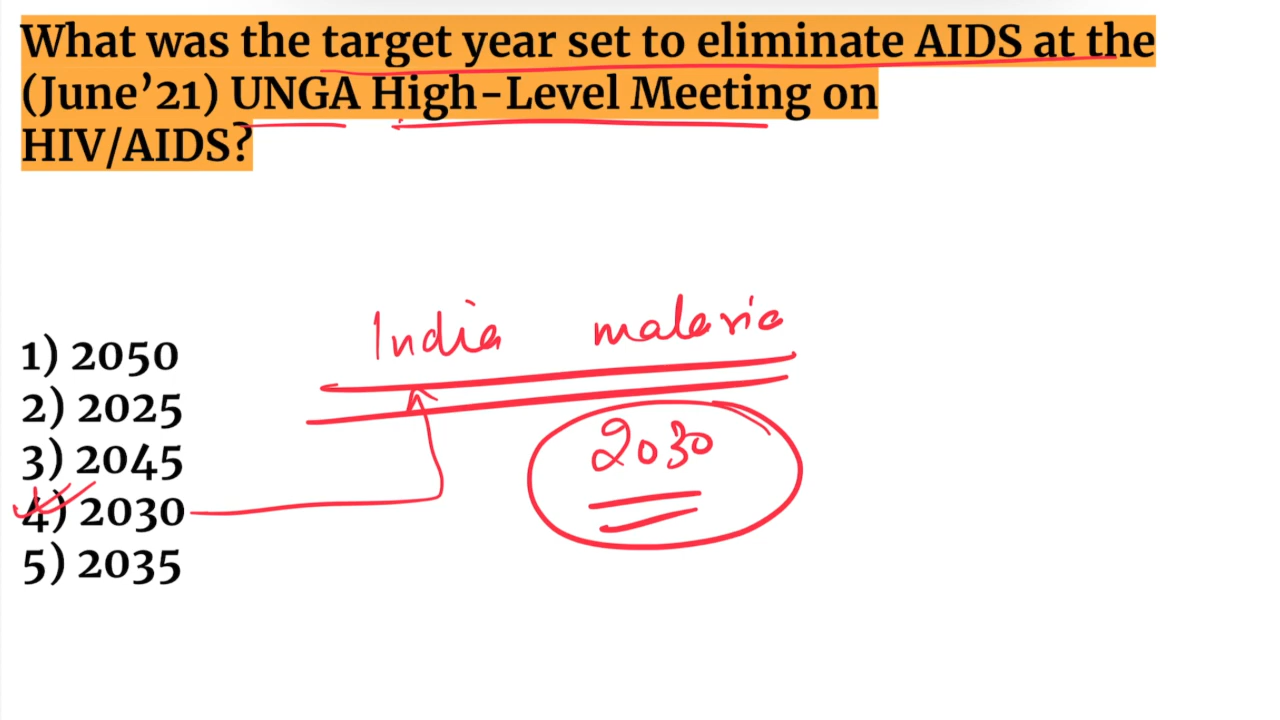 What was the target year set to eliminate AIDS at the
(June’21) UNGA High-Level Meeting on
HIV/AIDS?
India malaria
1) 2050
2) 2025
3) 2045
2030
4) 2030
5) 2035